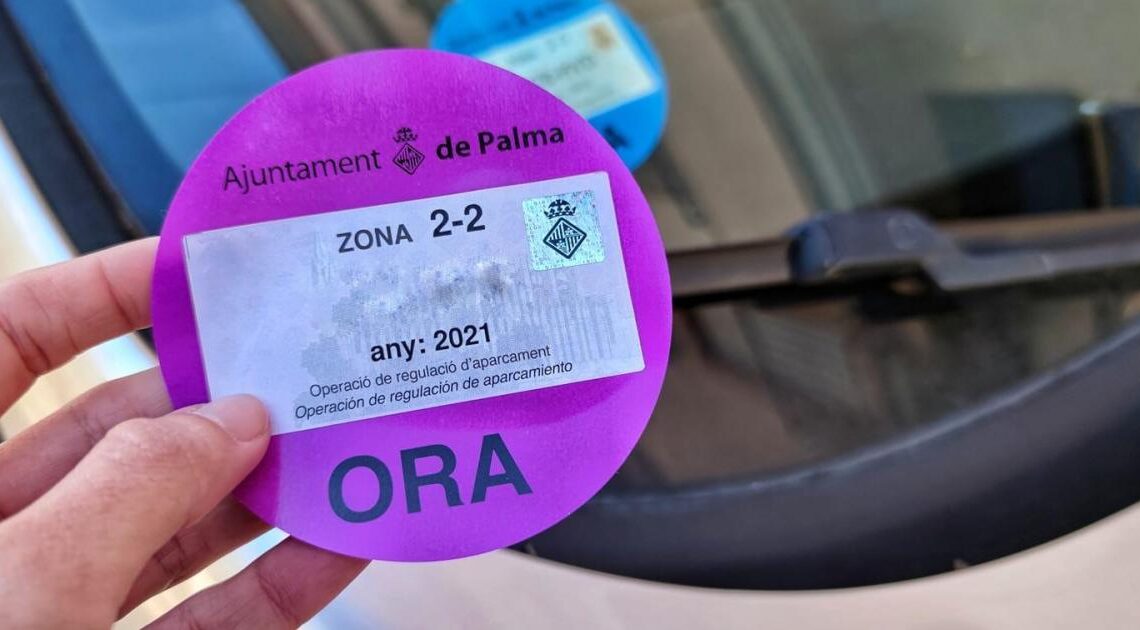 Ajuntament de Palma
ZONA 2-2
any: 2021
Operació de regulació d'aparcament
Operación de regulación de aparcamiento
ORA